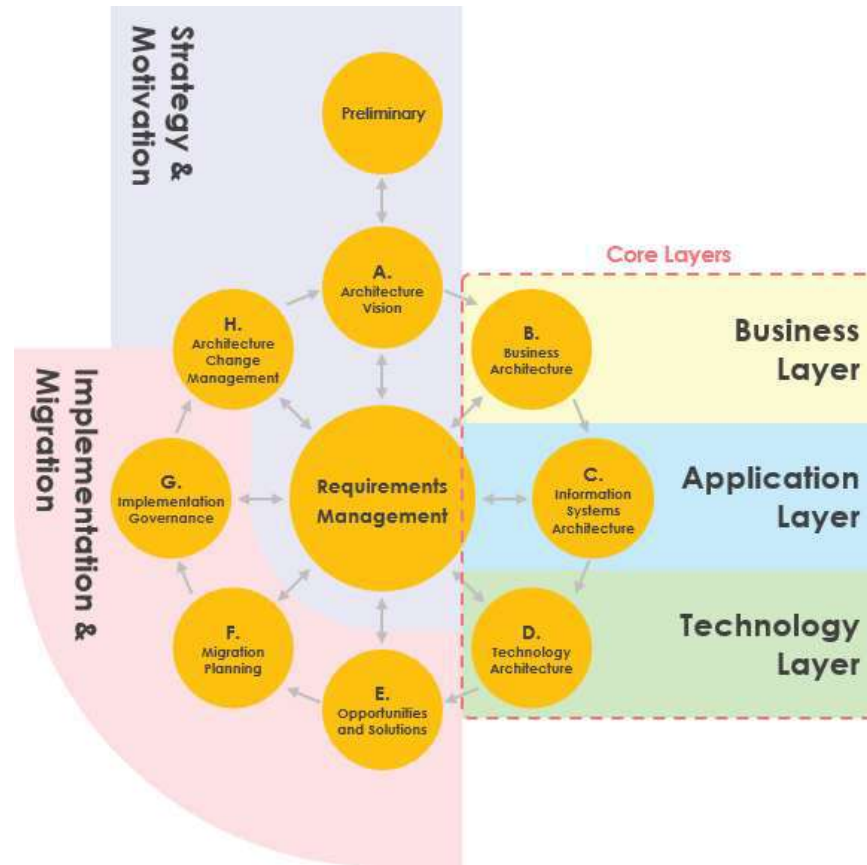 Strategy &
Motivation
Preliminary
Core Layers
A.
Architecture
Vision
H.
Architecture
Change
Management
B.
Business
Architecture
Business
Layer
Implementation &
Migration
G.
Implementation
Governance
Requirements
Management
C.
Information
Systems
Architecture
Application
Layer
F.
Migration
Planning
E.
Opportunities
and Solutions
D.
Technology
Architecture
Technology
Layer